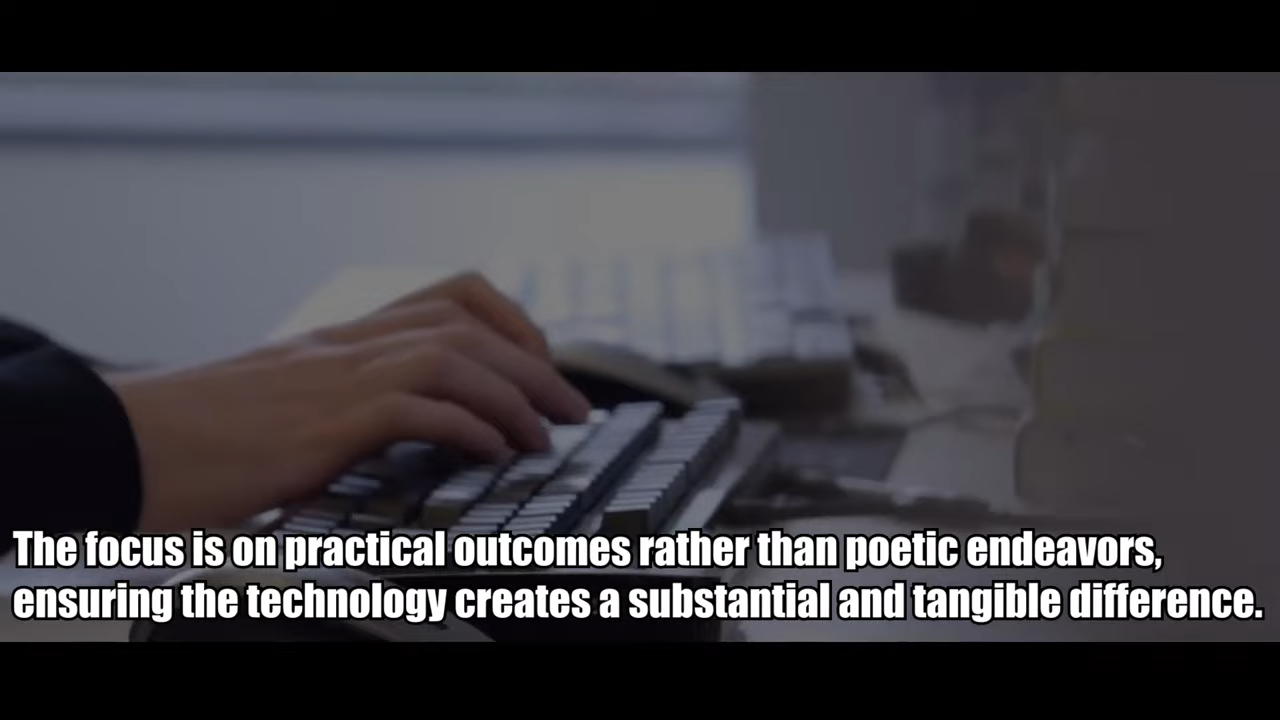 The focus is on practical outcomes rather than poetic endeavors,
ensuring the technology creates a substantial and tangible difference.